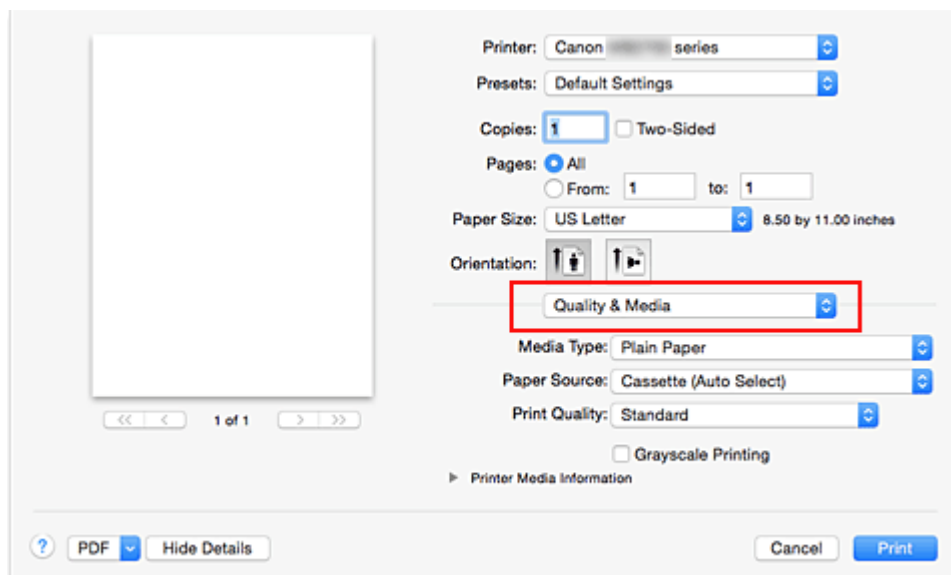 Printer: Canon series
Presets: Default Settings
Copies: 1 Two-Sided
Pages: All
From: 1 to: 1
Paper Size: US Letter 8.50 by 11.00 inches
Orientation:
Quality & Media
Media Type: Plain Paper
Paper Source: Cassette (Auto Select)
Print Quality: Standard
<< < 1 of 1 > >>
Grayscale Printing
Printer Media Information
? PDF Hide Details Cancel Print